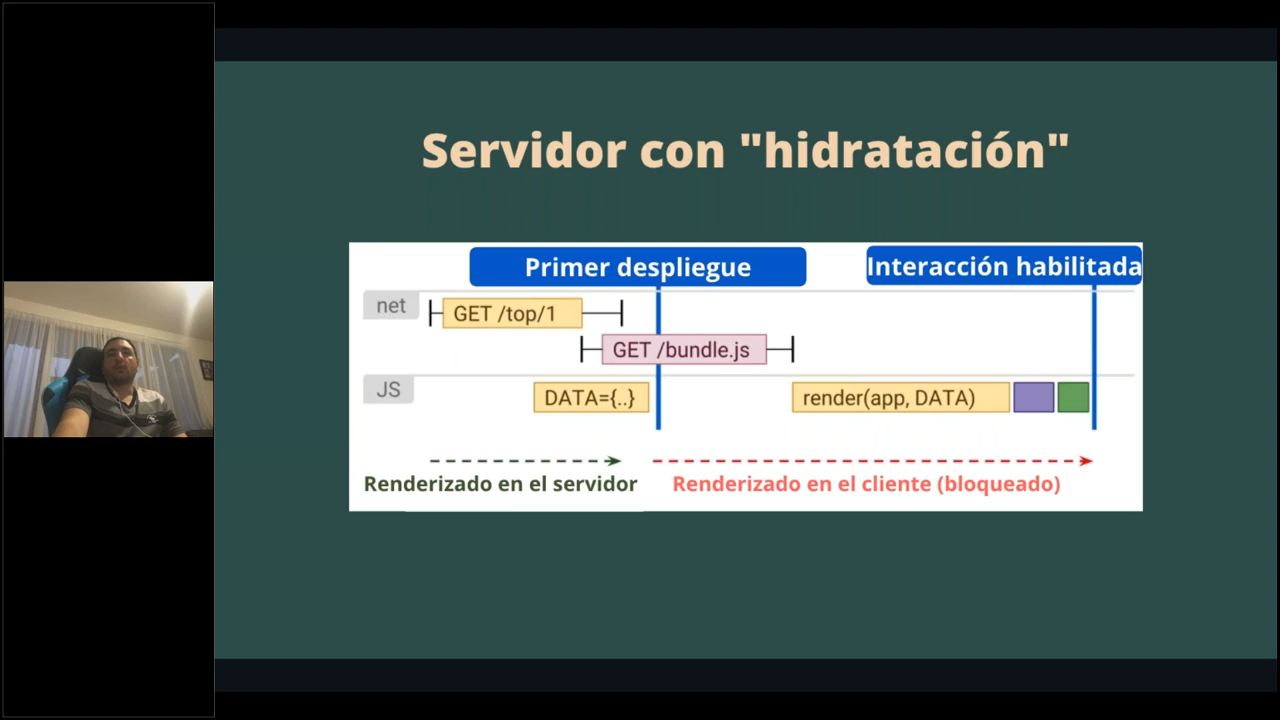 Servidor con "hidratación"
Primer despliegue
Interacción habilitada
net
GET /top/1
GET /bundle.js
JS
DATA={..}
render(app, DATA)
Renderizado en el servidor
Renderizado en el cliente (bloqueado)